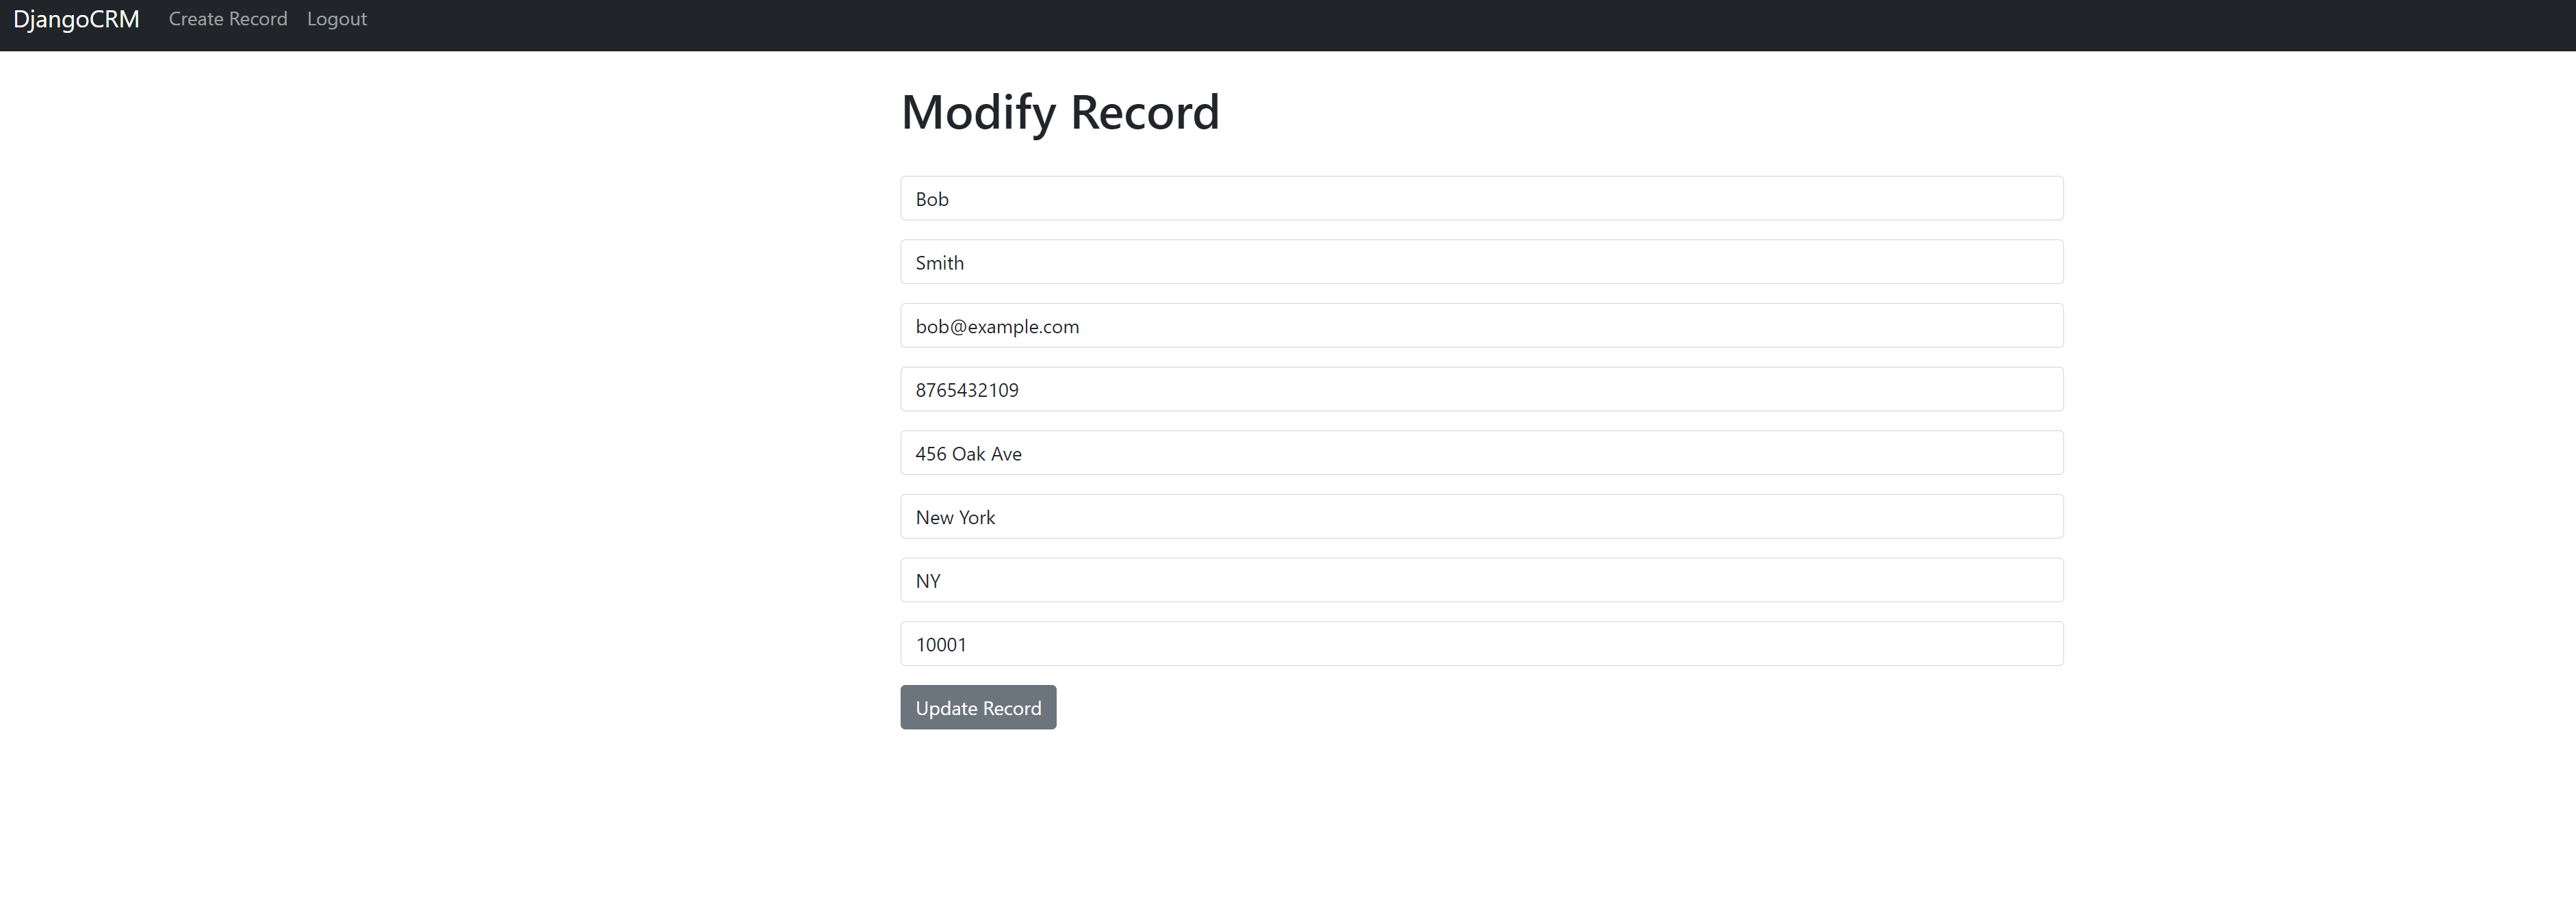 DjangoCRM Create Record Logout
Modify Record
Bob
Smith
bob@example.com
8765432109
456 Oak Ave
New York
NY
10001
Update Record